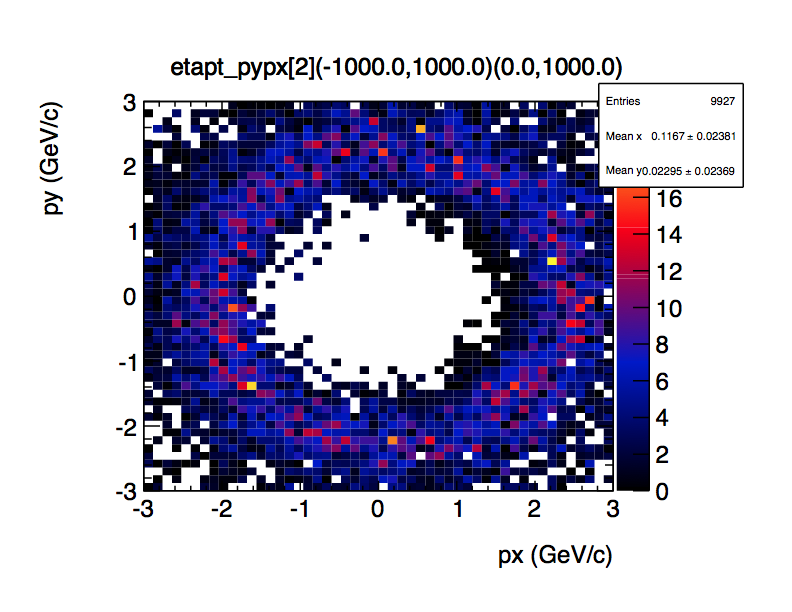 etapt_pypx[2](-1000.0,1000.0)(0.0,1000.0)
Entries 9927
Mean x 0.1167 ± 0.02381
Mean y0.02295 ± 0.02369
py (GeV/c)
3
2
1
0
-1
-2
-3
16
14
12
10
8
6
4
2
0
-3 -2 -1 0 1 2 3
px (GeV/c)